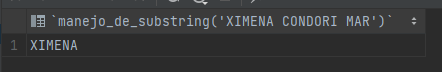 `manejo_de_substring('XIMENA CONDORI MAR')`
1 XIMENA